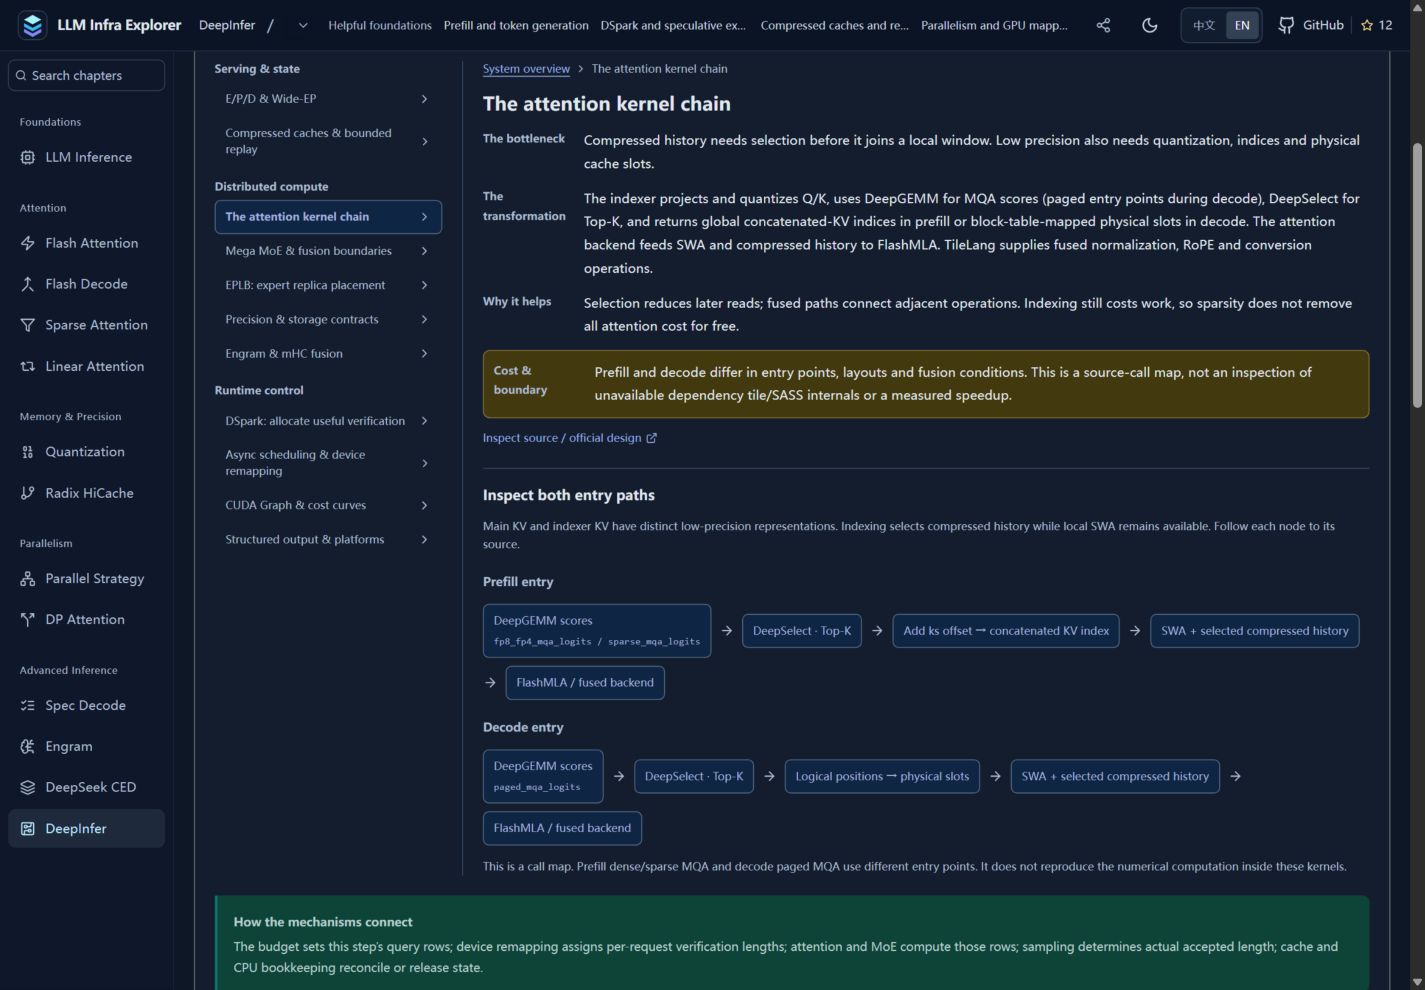 LLM Infra Explorer
DeepInfer /
Helpful foundations
Prefill and token generation
DSpark and speculative ex...
Compressed caches and re...
Parallelism and GPU mapp...
中文
EN
GitHub
12
Search chapters
Foundations
LLM Inference
Attention
Flash Attention
Flash Decode
Sparse Attention
Linear Attention
Memory & Precision
Quantization
Radix HiCache
Parallelism
Parallel Strategy
DP Attention
Advanced Inference
Spec Decode
Engram
DeepSeek CED
DeepInfer
Serving & state
E/P/D & Wide-EP
Compressed caches & bounded
replay
Distributed compute
The attention kernel chain
Mega MoE & fusion boundaries
EPLB: expert replica placement
Precision & storage contracts
Engram & mHC fusion
Runtime control
DSpark: allocate useful verification
Async scheduling & device
remapping
CUDA Graph & cost curves
Structured output & platforms
System overview > The attention kernel chain
The attention kernel chain
The bottleneck
Compressed history needs selection before it joins a local window. Low precision also needs quantization, indices and physical
cache slots.
The
transformation
The indexer projects and quantizes Q/K, uses DeepGEMM for MQA scores (paged entry points during decode), DeepSelect for
Top-K, and returns global concatenated-KV indices in prefill or block-table-mapped physical slots in decode. The attention
backend feeds SWA and compressed history to FlashMLA. TileLang supplies fused normalization, RoPE and conversion
operations.
Why it helps
Selection reduces later reads; fused paths connect adjacent operations. Indexing still costs work, so sparsity does not remove
all attention cost for free.
Cost &
boundary
Prefill and decode differ in entry points, layouts and fusion conditions. This is a source-call map, not an inspection of
unavailable dependency tile/SASS internals or a measured speedup.
Inspect source / official design
Inspect both entry paths
Main KV and indexer KV have distinct low-precision representations. Indexing selects compressed history while local SWA remains available. Follow each node to its
source.
Prefill entry
DeepGEMM scores
fp8_fp4_mqa_logits / sparse_mqa_logits
→
DeepSelect · Top-K
→
Add ks offset → concatenated KV index
→
SWA + selected compressed history
→
FlashMLA / fused backend
Decode entry
DeepGEMM scores
paged_mqa_logits
→
DeepSelect · Top-K
→
Logical positions → physical slots
→
SWA + selected compressed history
→
FlashMLA / fused backend
This is a call map. Prefill dense/sparse MQA and decode paged MQA use different entry points. It does not reproduce the numerical computation inside these kernels.
How the mechanisms connect
The budget sets this step's query rows; device remapping assigns per-request verification lengths; attention and MoE compute those rows; sampling determines actual accepted length; cache and
CPU bookkeeping reconcile or release state.